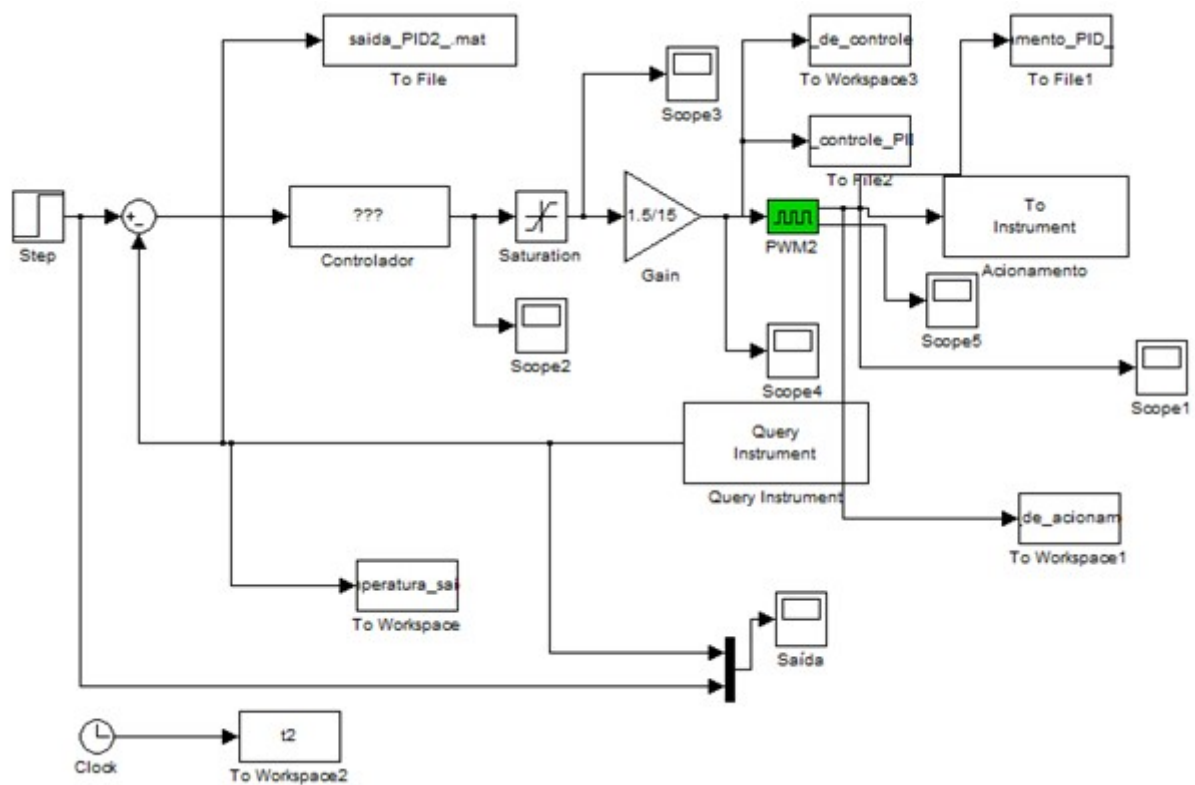 saida_PID2_.mat
To File
Scope3
_de_controle
To Workspace3
mento_PID_
To File1
_controle_PII
To File2
Step
+
−
???
Controlador
Saturation
1.5/15
Gain
PWM2
To
Instrument
Acionamento
Scope2
Scope4
Scope5
Scope1
Query
Instrument
Query Instrument
_de_acionam
To Workspace1
peratura_sai
To Workspace
Saída
Clock
t2
To Workspace2